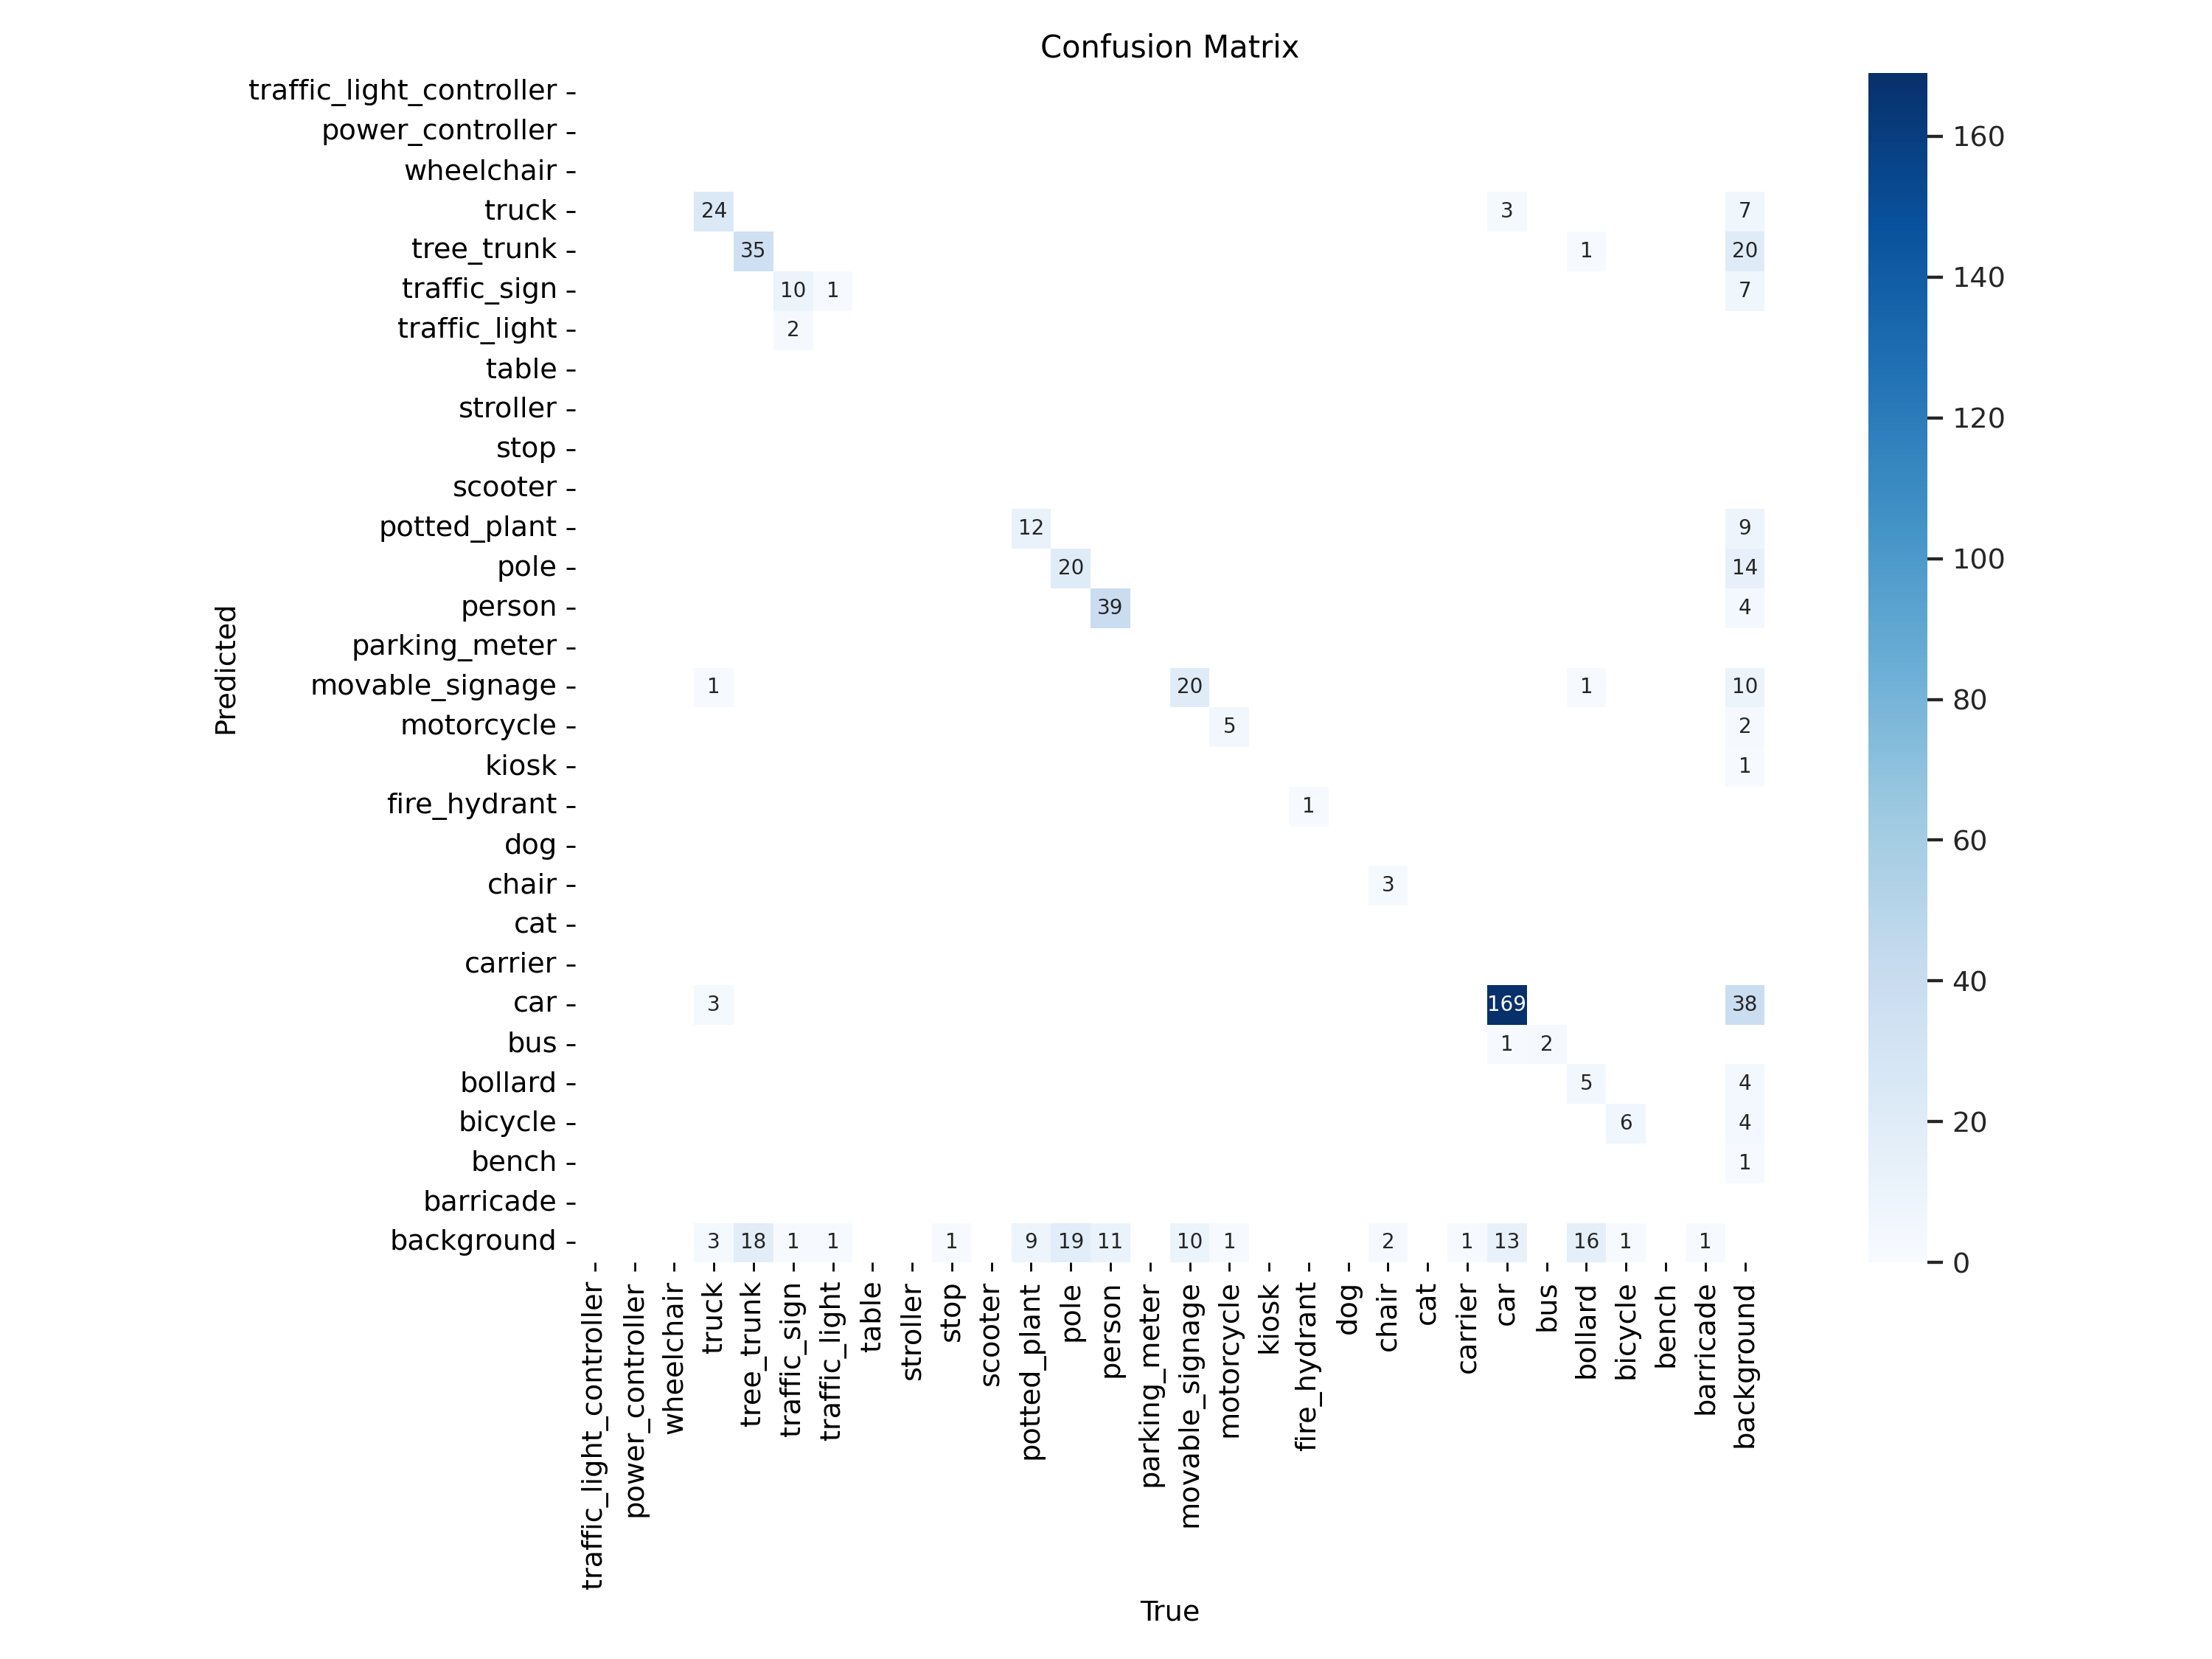 Confusion Matrix
traffic_light_controller
power_controller
wheelchair
truck 24 3 7
tree_trunk 35 1 20
traffic_sign 10 1 7
traffic_light 2
table
stroller
stop
scooter
potted_plant 12 9
pole 20 14
person 39 4
parking_meter
movable_signage 1 20 1 10
motorcycle 5 2
kiosk 1
fire_hydrant 1
dog
chair 3
cat
carrier
car 3 169 38
bus 1 2
bollard 5 4
bicycle 6 4
bench 1
barricade
background 3 18 1 1 1 9 19 11 10 1 2 1 13 16 1 1
Predicted
traffic_light_controller
power_controller
wheelchair
truck
tree_trunk
traffic_sign
traffic_light
table
stroller
stop
scooter
potted_plant
pole
person
parking_meter
movable_signage
motorcycle
kiosk
fire_hydrant
dog
chair
cat
carrier
car
bus
bollard
bicycle
bench
barricade
background
True
160
140
120
100
80
60
40
20
0